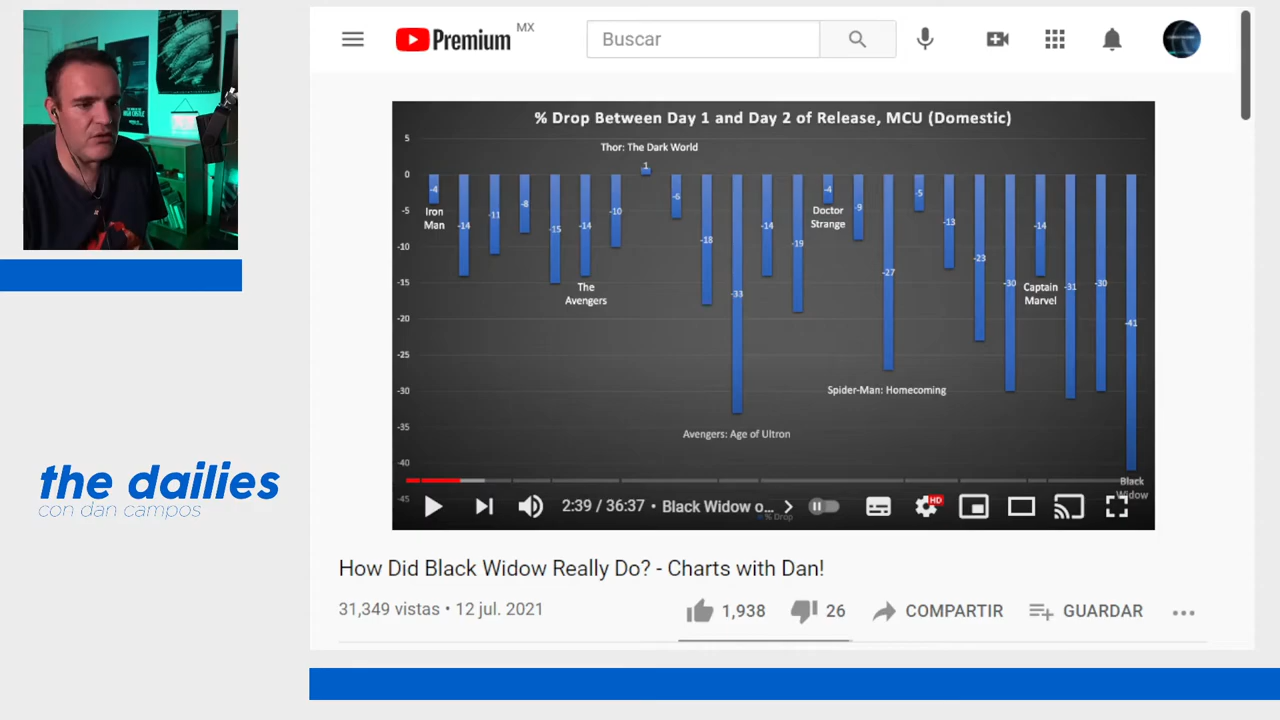 Premium MX
Buscar
% Drop Between Day 1 and Day 2 of Release, MCU (Domestic)
5
Thor: The Dark World
1
0
-4
-14
-11
-8
-15
-14
-10
-6
-18
-33
-14
-19
-4
-9
-27
-5
-13
-23
-30
-14
-31
-30
-41
Iron
Man
The
Avengers
Doctor
Strange
Captain
Marvel
Spider-Man: Homecoming
Avengers: Age of Ultron
Black
Widow
-5
-10
-15
-20
-25
-30
-35
-40
-45
% Drop
2:39 / 36:37 • Black Widow o...
HD
How Did Black Widow Really Do? - Charts with Dan!
31,349 vistas • 12 jul. 2021
1,938
26
COMPARTIR
GUARDAR
the dailies
con dan campos